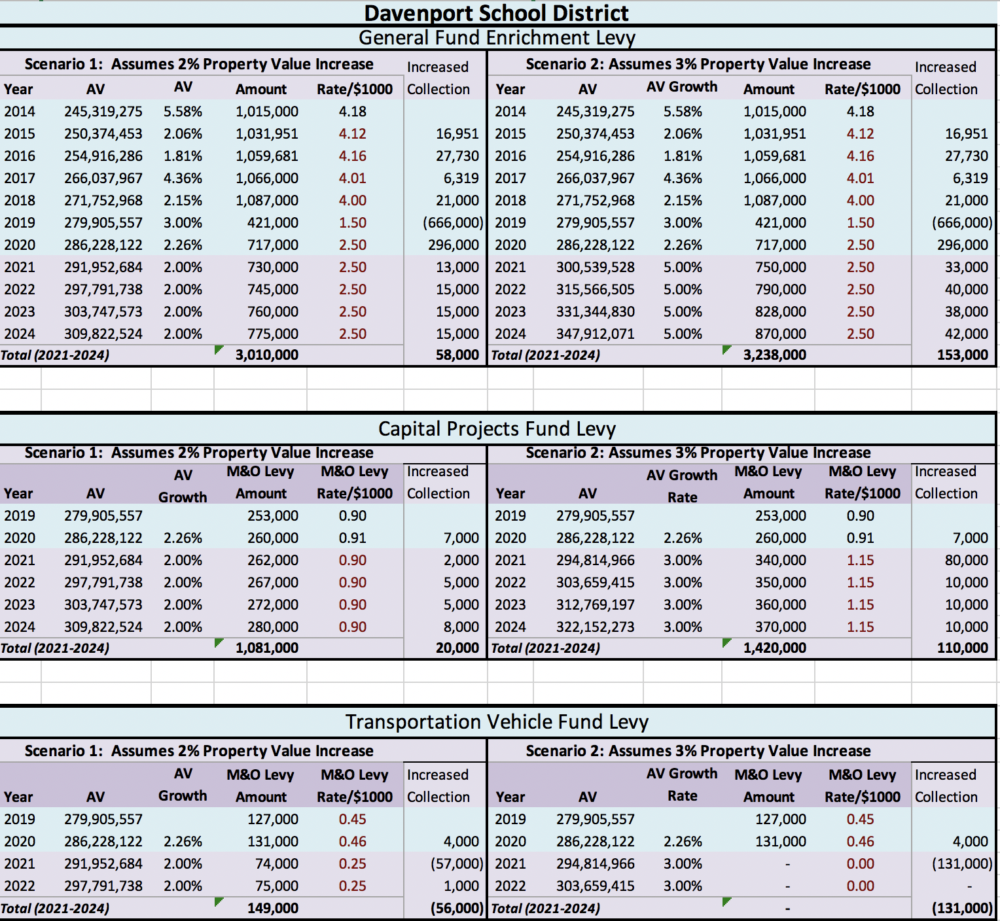 Davenport School District
General Fund Enrichment Levy
Scenario 1: Assumes 2% Property Value Increase Increased Scenario 2: Assumes 3% Property Value Increase Increased
Year AV AV Amount Rate/$1000 Collection Year AV AV Growth Amount Rate/$1000 Collection
2014 245,319,275 5.58% 1,015,000 4.18 2014 245,319,275 5.58% 1,015,000 4.18
2015 250,374,453 2.06% 1,031,951 4.12 16,951 2015 250,374,453 2.06% 1,031,951 4.12 16,951
2016 254,916,286 1.81% 1,059,681 4.16 27,730 2016 254,916,286 1.81% 1,059,681 4.16 27,730
2017 266,037,967 4.36% 1,066,000 4.01 6,319 2017 266,037,967 4.36% 1,066,000 4.01 6,319
2018 271,752,968 2.15% 1,087,000 4.00 21,000 2018 271,752,968 2.15% 1,087,000 4.00 21,000
2019 279,905,557 3.00% 421,000 1.50 (666,000) 2019 279,905,557 3.00% 421,000 1.50 (666,000)
2020 286,228,122 2.26% 717,000 2.50 296,000 2020 286,228,122 2.26% 717,000 2.50 296,000
2021 291,952,684 2.00% 730,000 2.50 13,000 2021 300,539,528 5.00% 750,000 2.50 33,000
2022 297,791,738 2.00% 745,000 2.50 15,000 2022 315,566,505 5.00% 790,000 2.50 40,000
2023 303,747,573 2.00% 760,000 2.50 15,000 2023 331,344,830 5.00% 828,000 2.50 38,000
2024 309,822,524 2.00% 775,000 2.50 15,000 2024 347,912,071 5.00% 870,000 2.50 42,000
Total (2021-2024) 3,010,000 58,000 Total (2021-2024) 3,238,000 153,000
Capital Projects Fund Levy
Scenario 1: Assumes 2% Property Value Increase Scenario 2: Assumes 3% Property Value Increase
AV M&O Levy M&O Levy Increased AV Growth M&O Levy M&O Levy Increased
Year AV Growth Amount Rate/$1000 Collection Year AV Rate Amount Rate/$1000 Collection
2019 279,905,557 253,000 0.90 2019 279,905,557 253,000 0.90
2020 286,228,122 2.26% 260,000 0.91 7,000 2020 286,228,122 2.26% 260,000 0.91 7,000
2021 291,952,684 2.00% 262,000 0.90 2,000 2021 294,814,966 3.00% 340,000 1.15 80,000
2022 297,791,738 2.00% 267,000 0.90 5,000 2022 303,659,415 3.00% 350,000 1.15 10,000
2023 303,747,573 2.00% 272,000 0.90 5,000 2023 312,769,197 3.00% 360,000 1.15 10,000
2024 309,822,524 2.00% 280,000 0.90 8,000 2024 322,152,273 3.00% 370,000 1.15 10,000
Total (2021-2024) 1,081,000 20,000 Total (2021-2024) 1,420,000 110,000
Transportation Vehicle Fund Levy
Scenario 1: Assumes 2% Property Value Increase Scenario 2: Assumes 3% Property Value Increase
AV M&O Levy M&O Levy Increased AV Growth M&O Levy M&O Levy Increased
Year AV Growth Amount Rate/$1000 Collection Year AV Rate Amount Rate/$1000 Collection
2019 279,905,557 127,000 0.45 2019 279,905,557 127,000 0.45
2020 286,228,122 2.26% 131,000 0.46 4,000 2020 286,228,122 2.26% 131,000 0.46 4,000
2021 291,952,684 2.00% 74,000 0.25 (57,000) 2021 294,814,966 3.00% - 0.00 (131,000)
2022 297,791,738 2.00% 75,000 0.25 1,000 2022 303,659,415 3.00% - 0.00 -
Total (2021-2024) 149,000 (56,000) Total (2021-2024) - (131,000)